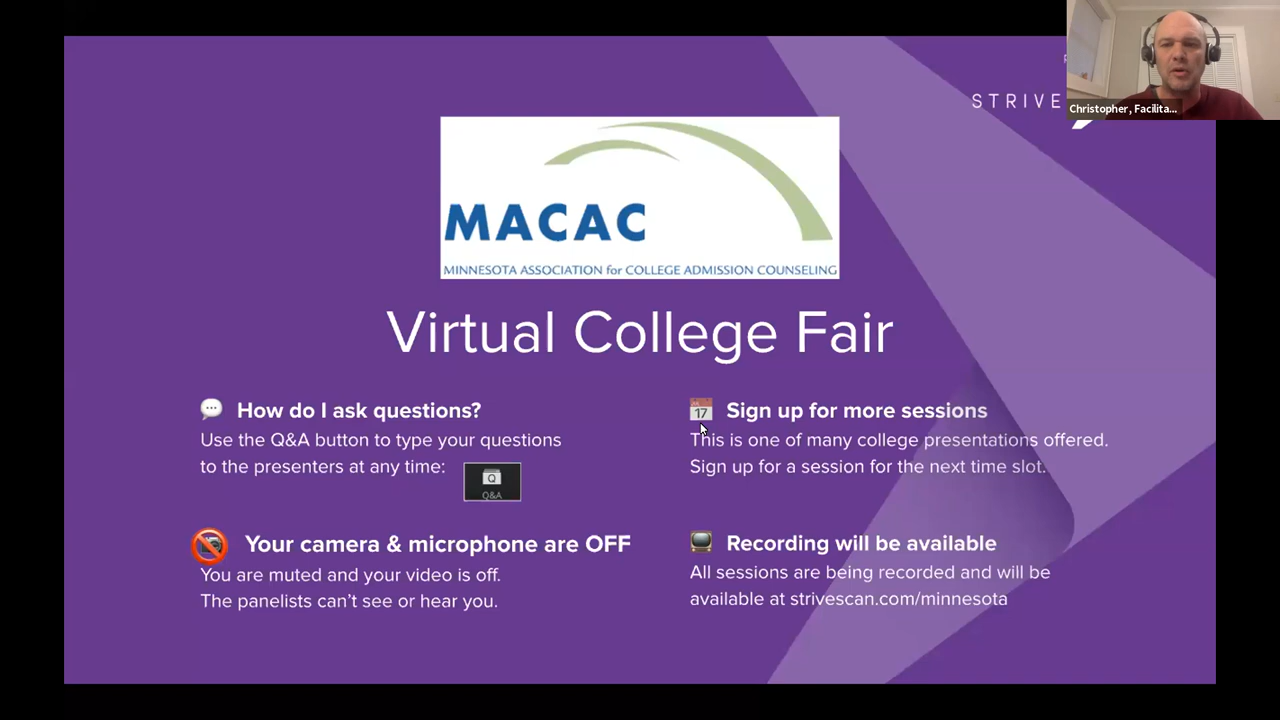 STRIVE
Christopher, Facilita...
MACAC
MINNESOTA ASSOCIATION for COLLEGE ADMISSION COUNSELING
Virtual College Fair
How do I ask questions?
Use the Q&A button to type your questions
to the presenters at any time:
Q
Q&A
Sign up for more sessions
17
This is one of many college presentations offered.
Sign up for a session for the next time slot.
Your camera & microphone are OFF
You are muted and your video is off.
The panelists can't see or hear you.
Recording will be available
All sessions are being recorded and will be
available at strivescan.com/minnesota